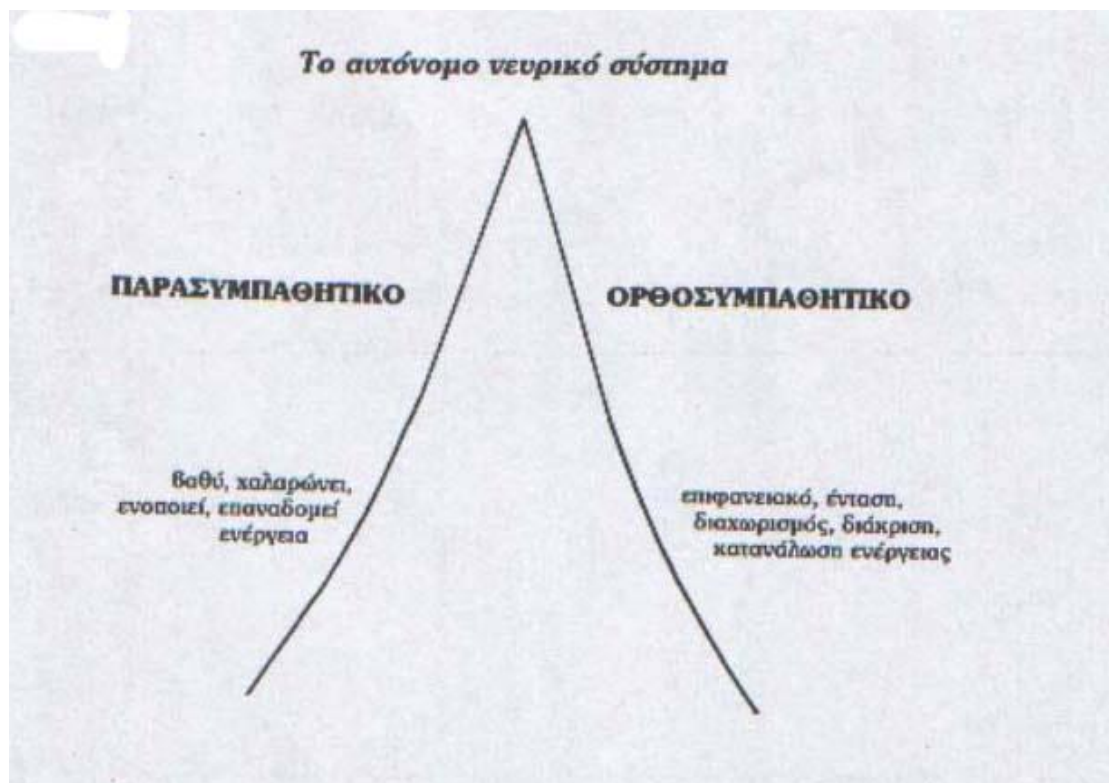 Το αυτόνομο νευρικό σύστημα
ΠΑΡΑΣΥΜΠΑΘΗΤΙΚΟ
ΟΡΘΟΣΥΜΠΑΘΗΤΙΚΟ
βαθύ, χαλαρώνει,
ενοποιεί, επαναδομεί
ενέργεια
επιφανειακό, ένταση,
διαχωρισμός, διάκριση,
κατανάλωση ενέργειας